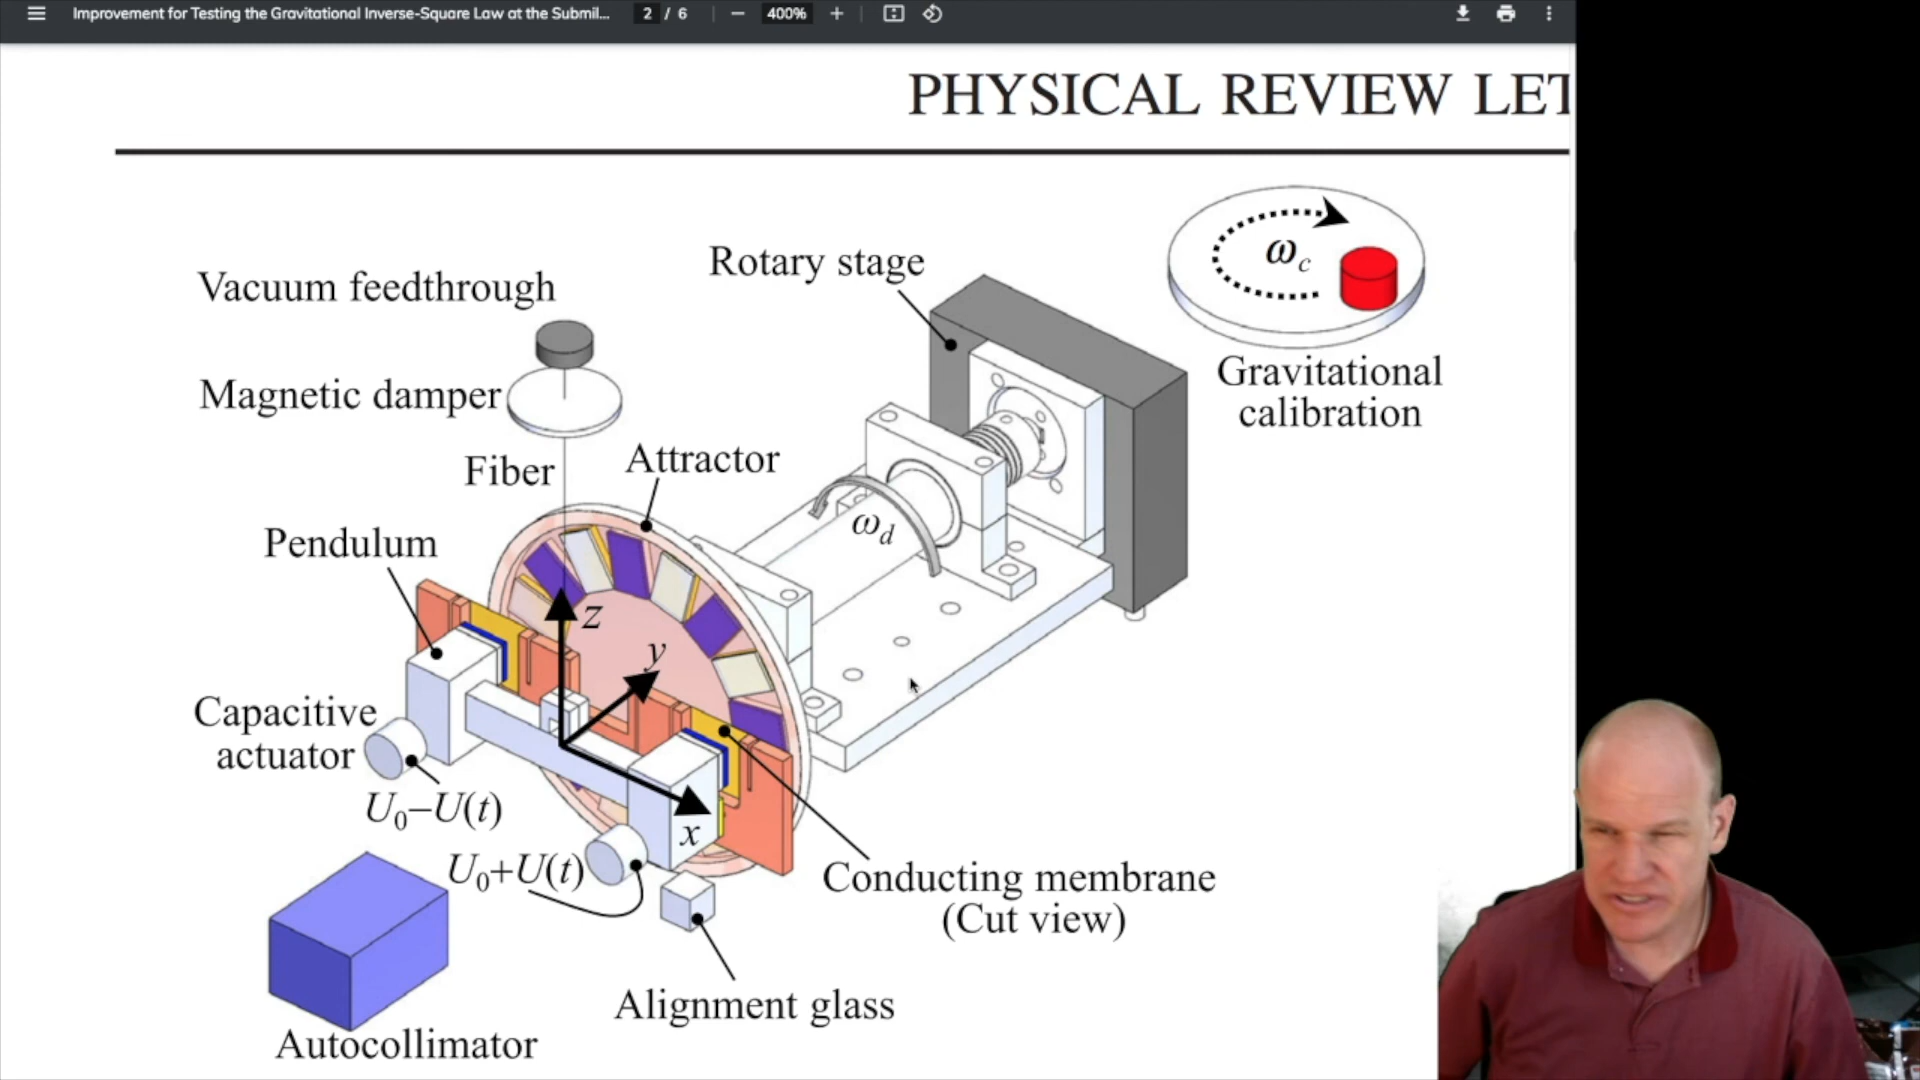 Improvement for Testing the Gravitational Inverse-Square Law at the Submil...
2 / 6
400%
PHYSICAL REVIEW LET
Rotary stage
ωc
Gravitational
calibration
Vacuum feedthrough
Magnetic damper
Fiber
Attractor
ωd
Pendulum
z
y
x
Capacitive
actuator
U0−U(t)
U0+U(t)
Conducting membrane
(Cut view)
Alignment glass
Autocollimator